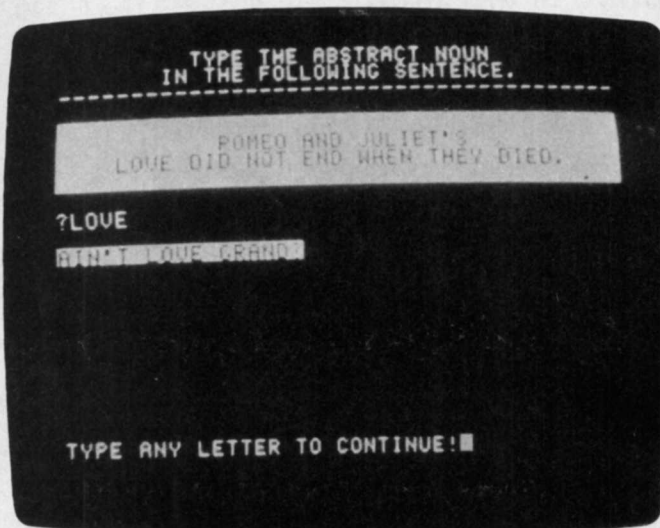 TYPE THE ABSTRACT NOUN
IN THE FOLLOWING SENTENCE.
ROMEO AND JULIET'S
LOVE DID NOT END WHEN THEY DIED.
?LOVE
AIN'T LOVE GRAND?
TYPE ANY LETTER TO CONTINUE!